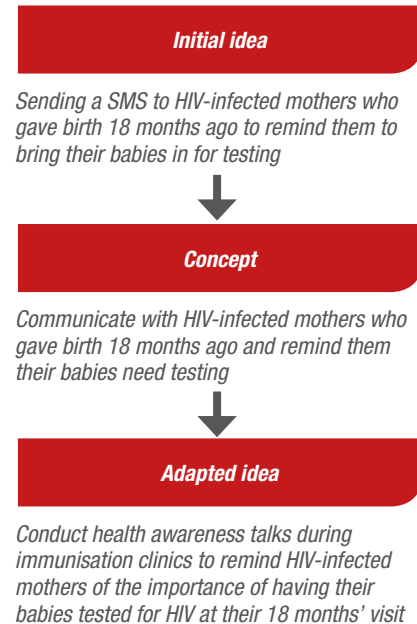 Initial idea
Sending a SMS to HIV-infected mothers who
gave birth 18 months ago to remind them to
bring their babies in for testing
Concept
Communicate with HIV-infected mothers who
gave birth 18 months ago and remind them
their babies need testing
Adapted idea
Conduct health awareness talks during
immunisation clinics to remind HIV-infected
mothers of the importance of having their
babies tested for HIV at their 18 months’ visit